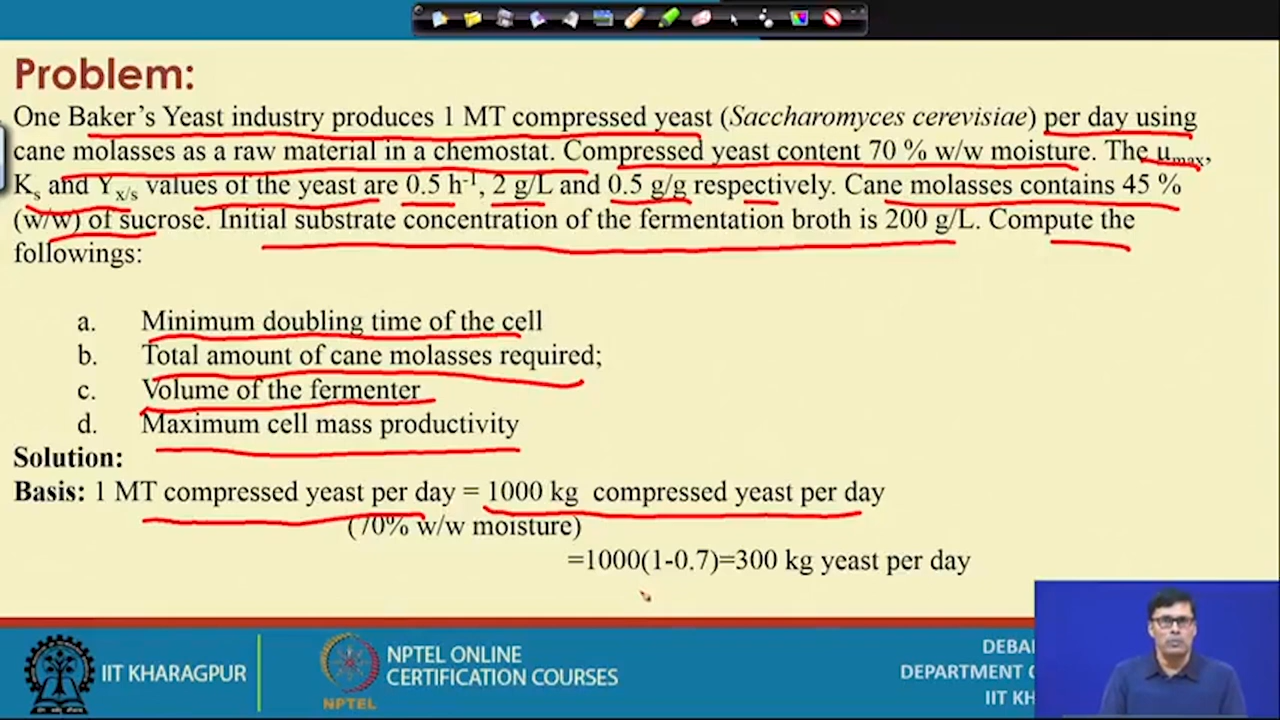 Problem:
One Baker's Yeast industry produces 1 MT compressed yeast (Saccharomyces cerevisiae) per day using
cane molasses as a raw material in a chemostat. Compressed yeast content 70 % w/w moisture. The μmax,
Ks and Yx/s values of the yeast are 0.5 h-1, 2 g/L and 0.5 g/g respectively. Cane molasses contains 45 %
(w/w) of sucrose. Initial substrate concentration of the fermentation broth is 200 g/L. Compute the
followings:
a. Minimum doubling time of the cell
b. Total amount of cane molasses required;
c. Volume of the fermenter
d. Maximum cell mass productivity
Solution:
Basis: 1 MT compressed yeast per day = 1000 kg compressed yeast per day
(70% w/w moisture)
=1000(1-0.7)=300 kg yeast per day
IIT KHARAGPUR
NPTEL
NPTEL ONLINE
CERTIFICATION COURSES
DEBA
DEPARTMENT
IIT KH